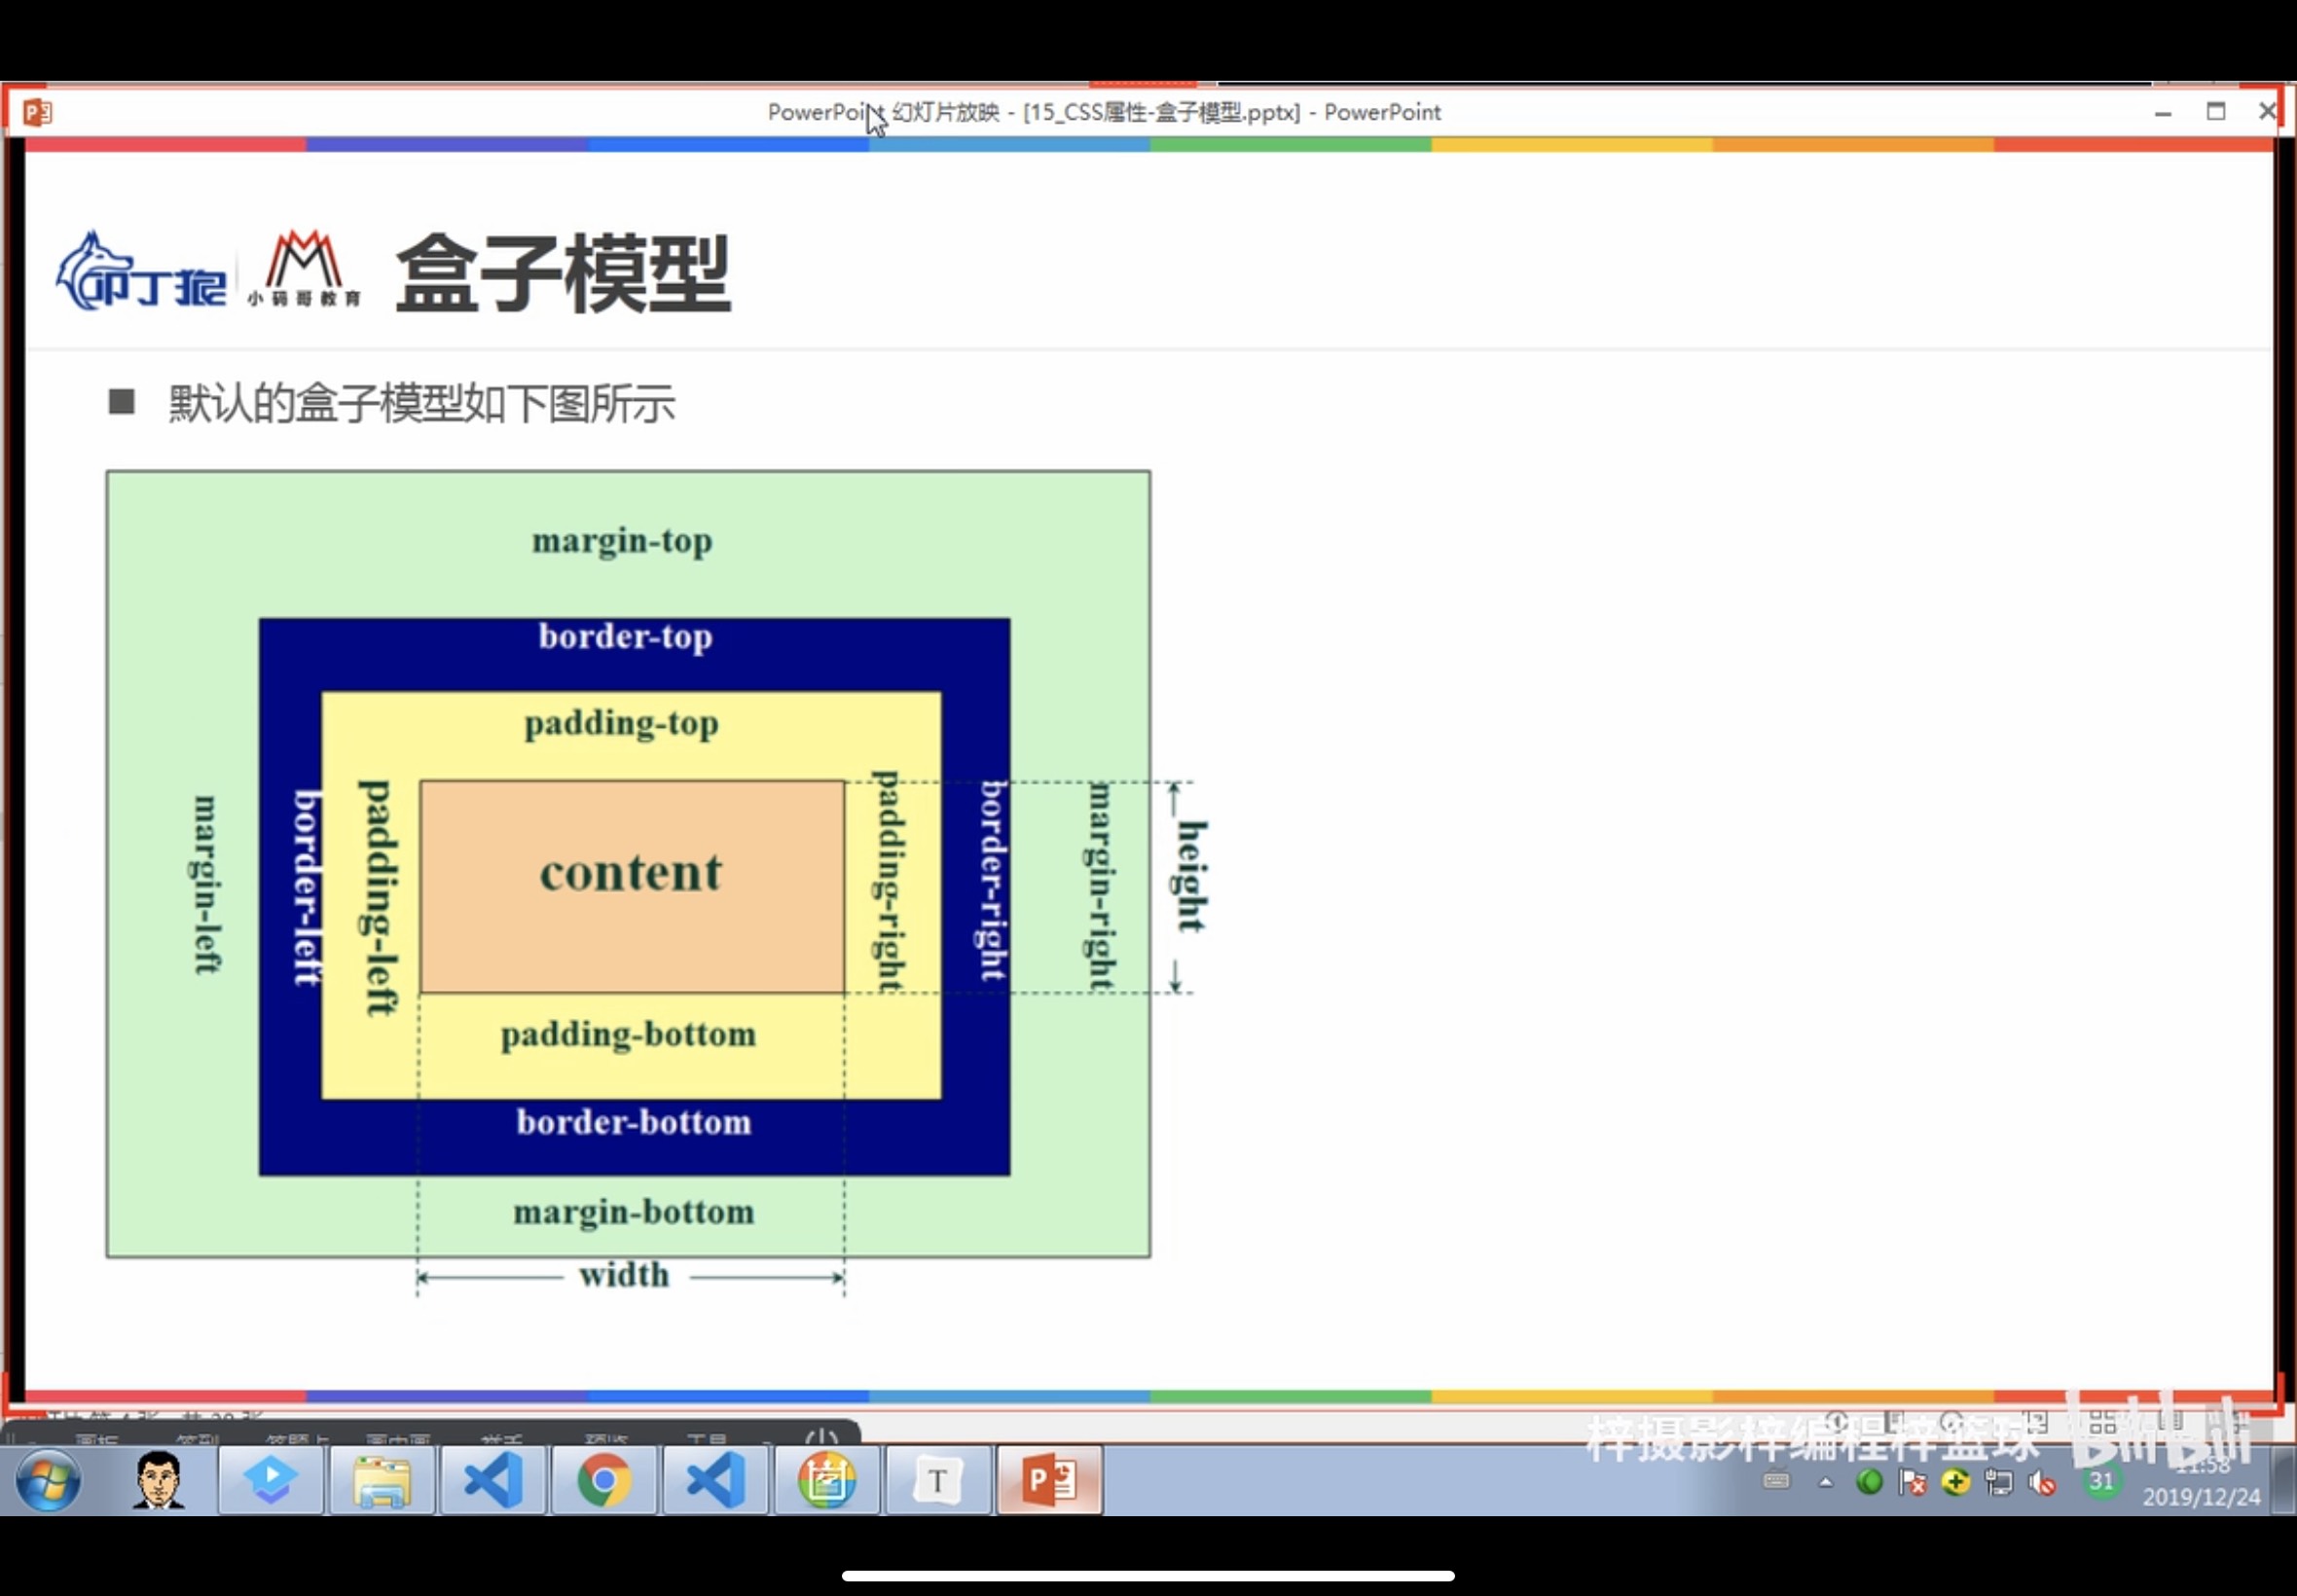 PowerPoint 幻灯片放映 - [15_CSS属性-盒子模型.pptx] - PowerPoint
叩丁狼
小码哥教育
盒子模型
默认的盒子模型如下图所示
margin-top
border-top
padding-top
margin-left
border-left
padding-left
content
padding-right
border-right
margin-right
height
padding-bottom
border-bottom
margin-bottom
width
梓摄影梓编程梓篮球
bilibili
T
31
11:58
2019/12/24